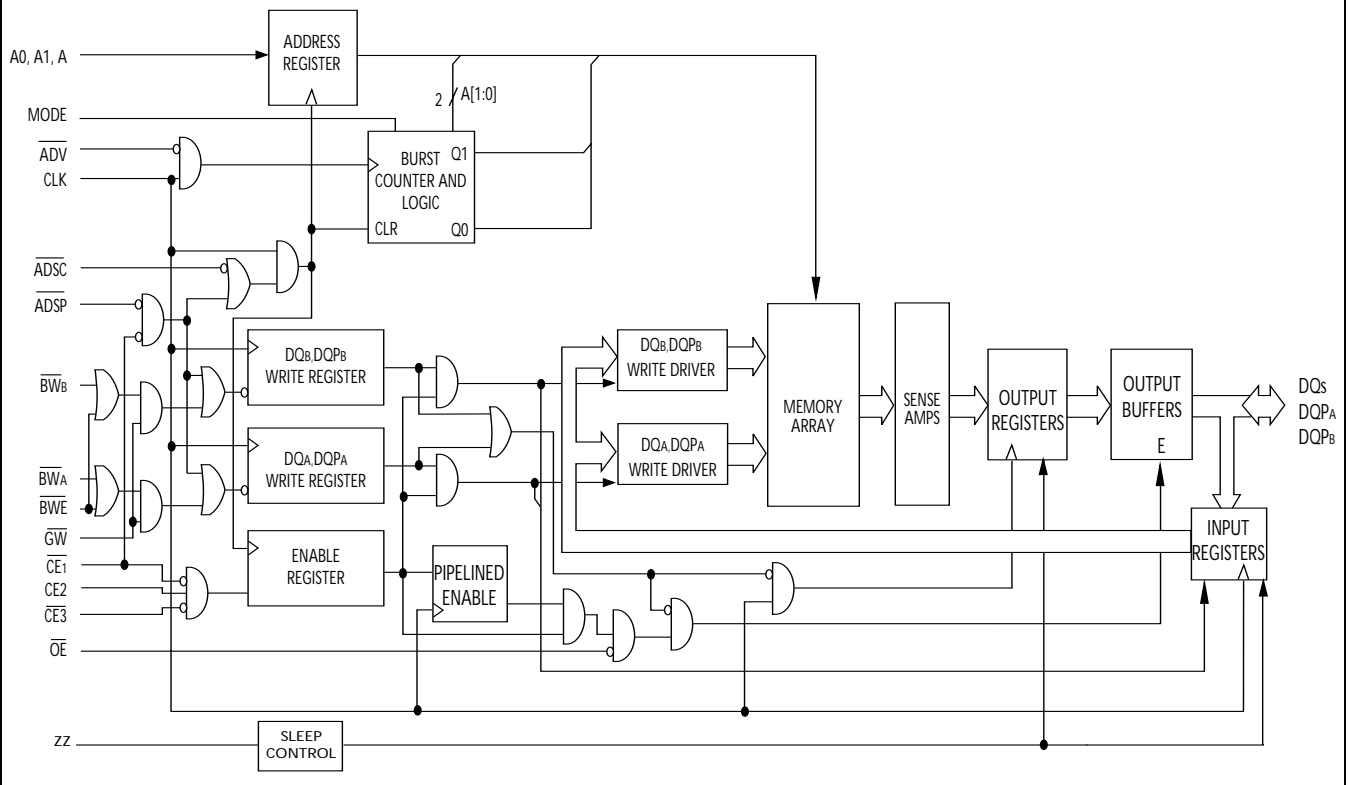 A0, A1, A
ADDRESS
REGISTER
MODE
2
A[1:0]
ADV
CLK
BURST
COUNTER AND
LOGIC
Q1
CLR
Q0
ADSC
ADSP
DQB,DQPB
WRITE REGISTER
DQB,DQPB
WRITE DRIVER
MEMORY
ARRAY
SENSE
AMPS
OUTPUT
REGISTERS
OUTPUT
BUFFERS
E
DQs
DQPA
DQPB
BWB
DQA,DQPA
WRITE REGISTER
DQA,DQPA
WRITE DRIVER
BWA
BWE
GW
CE1
CE2
CE3
ENABLE
REGISTER
PIPELINED
ENABLE
INPUT
REGISTERS
OE
ZZ
SLEEP
CONTROL